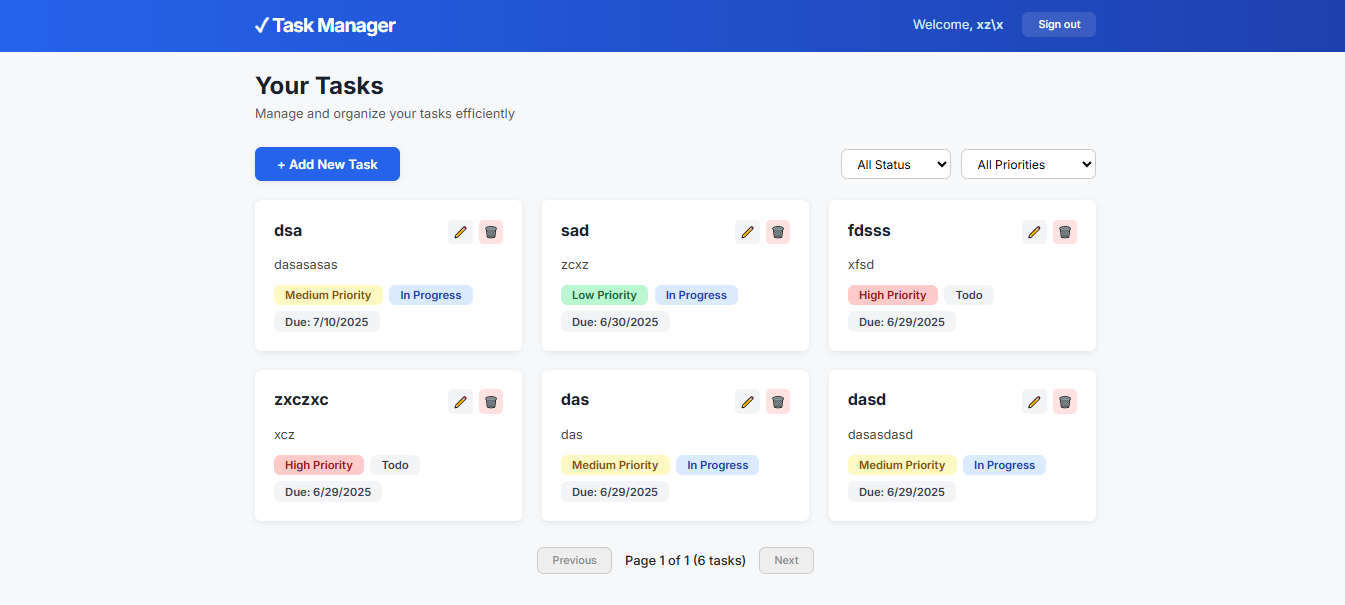 ✓ Task Manager
Welcome, xz\x
Sign out
Your Tasks
Manage and organize your tasks efficiently
+ Add New Task
All Status
All Priorities
dsa
dasasasas
Medium Priority
In Progress
Due: 7/10/2025
sad
zcxz
Low Priority
In Progress
Due: 6/30/2025
fdsss
xfsd
High Priority
Todo
Due: 6/29/2025
zxczxc
xcz
High Priority
Todo
Due: 6/29/2025
das
das
Medium Priority
In Progress
Due: 6/29/2025
dasd
dasasdasd
Medium Priority
In Progress
Due: 6/29/2025
Previous
Page 1 of 1 (6 tasks)
Next